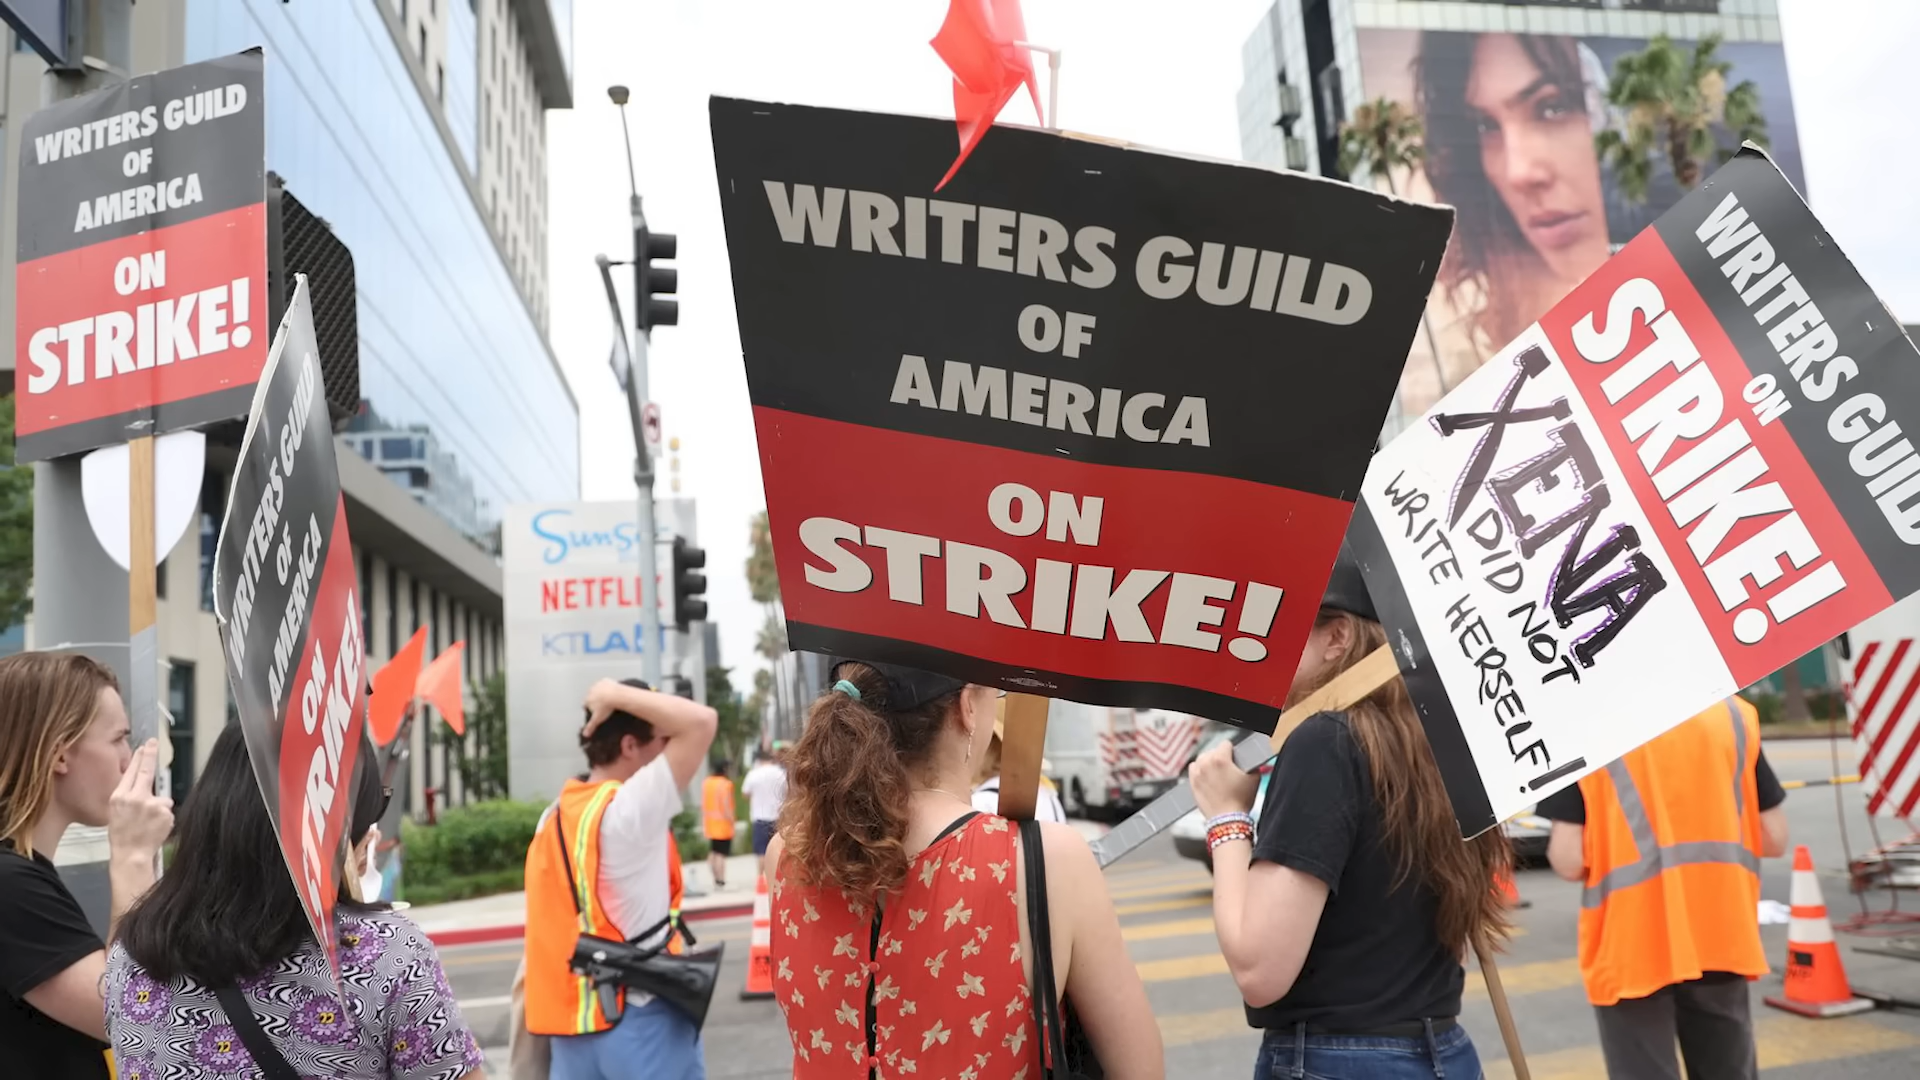 WRITERS GUILD
OF
AMERICA
ON
STRIKE!
WRITERS GUILD
OF
AMERICA
ON
STRIKE!
WRITERS GUILD
OF
AMERICA
ON
STRIKE!
WRITERS GUILD
ON
STRIKE!
XENA
DID NOT
WRITE HERSELF!
NETFLIX
KTLA